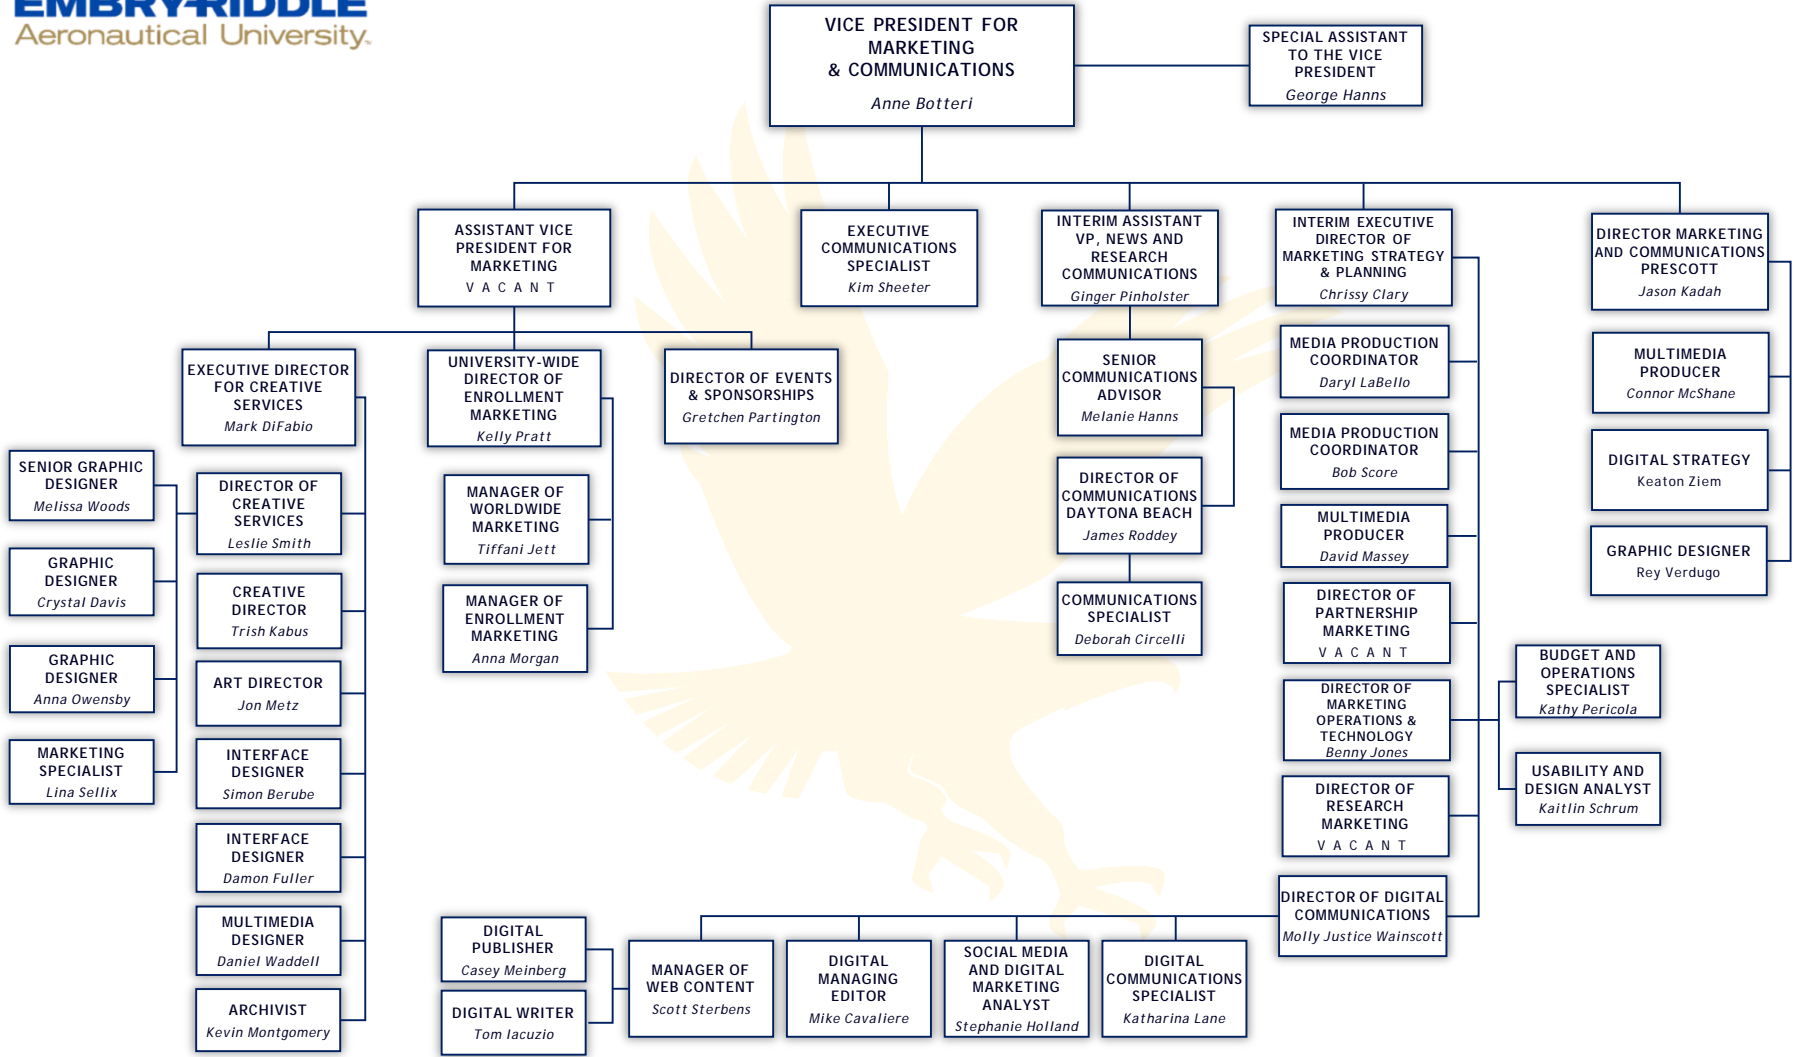 EMBRY-RIDDLE
Aeronautical University
VICE PRESIDENT FOR
MARKETING
& COMMUNICATIONS
Anne Botteri
SPECIAL ASSISTANT
TO THE VICE
PRESIDENT
George Hanns
ASSISTANT VICE
PRESIDENT FOR
MARKETING
VACANT
EXECUTIVE
COMMUNICATIONS
SPECIALIST
Kim Sheeter
INTERIM ASSISTANT
VP, NEWS AND
RESEARCH
COMMUNICATIONS
Ginger Pinholster
INTERIM EXECUTIVE
DIRECTOR OF
MARKETING STRATEGY
& PLANNING
Chrissy Clary
DIRECTOR MARKETING
AND COMMUNICATIONS
PRESCOTT
Jason Kadah
EXECUTIVE DIRECTOR
FOR CREATIVE
SERVICES
Mark DiFabio
UNIVERSITY-WIDE
DIRECTOR OF
ENROLLMENT
MARKETING
Kelly Pratt
DIRECTOR OF EVENTS
& SPONSORSHIPS
Gretchen Partington
SENIOR
COMMUNICATIONS
ADVISOR
Melanie Hanns
MEDIA PRODUCTION
COORDINATOR
Daryl LaBello
MULTIMEDIA
PRODUCER
Connor McShane
SENIOR GRAPHIC
DESIGNER
Melissa Woods
DIRECTOR OF
CREATIVE
SERVICES
Leslie Smith
MANAGER OF
WORLDWIDE
MARKETING
Tiffani Jett
DIRECTOR OF
COMMUNICATIONS
DAYTONA BEACH
James Roddey
MEDIA PRODUCTION
COORDINATOR
Bob Score
DIGITAL STRATEGY
Keaton Ziem
GRAPHIC
DESIGNER
Crystal Davis
CREATIVE
DIRECTOR
Trish Kabus
MANAGER OF
ENROLLMENT
MARKETING
Anna Morgan
COMMUNICATIONS
SPECIALIST
Deborah Circelli
MULTIMEDIA
PRODUCER
David Massey
GRAPHIC DESIGNER
Rey Verdugo
GRAPHIC
DESIGNER
Anna Owensby
ART DIRECTOR
Jon Metz
DIRECTOR OF
PARTNERSHIP
MARKETING
VACANT
BUDGET AND
OPERATIONS
SPECIALIST
Kathy Pericola
MARKETING
SPECIALIST
Lina Sellix
INTERFACE
DESIGNER
Simon Berube
DIRECTOR OF
MARKETING
OPERATIONS &
TECHNOLOGY
Benny Jones
USABILITY AND
DESIGN ANALYST
Kaitlin Schrum
INTERFACE
DESIGNER
Damon Fuller
DIRECTOR OF
RESEARCH
MARKETING
VACANT
MULTIMEDIA
DESIGNER
Daniel Waddell
DIRECTOR OF DIGITAL
COMMUNICATIONS
Molly Justice Wainscott
ARCHIVIST
Kevin Montgomery
DIGITAL
PUBLISHER
Casey Meinberg
DIGITAL WRITER
Tom Iacuzio
MANAGER OF
WEB CONTENT
Scott Sterbens
DIGITAL
MANAGING
EDITOR
Mike Cavaliere
SOCIAL MEDIA
AND DIGITAL
MARKETING
ANALYST
Stephanie Holland
DIGITAL
COMMUNICATIONS
SPECIALIST
Katharina Lane